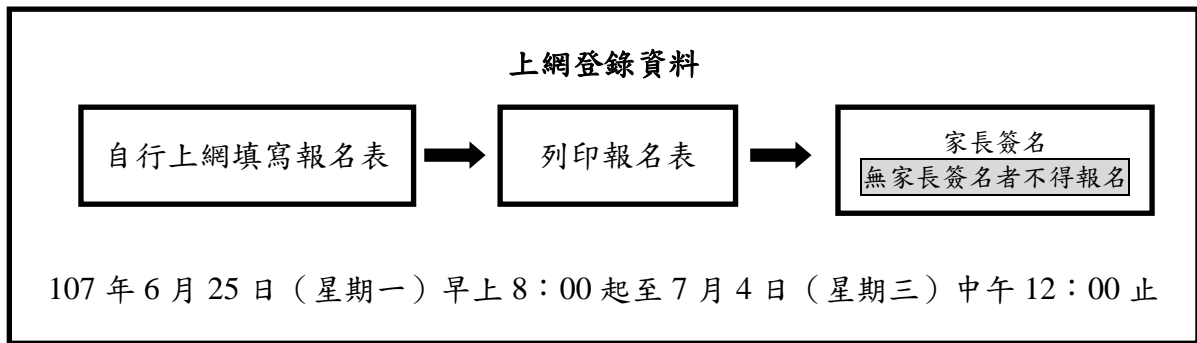 上網登錄資料
自行上網填寫報名表
列印報名表
家長簽名
無家長簽名者不得報名
107 年 6 月 25 日（星期一）早上 8：00 起至 7 月 4 日（星期三）中午 12：00 止